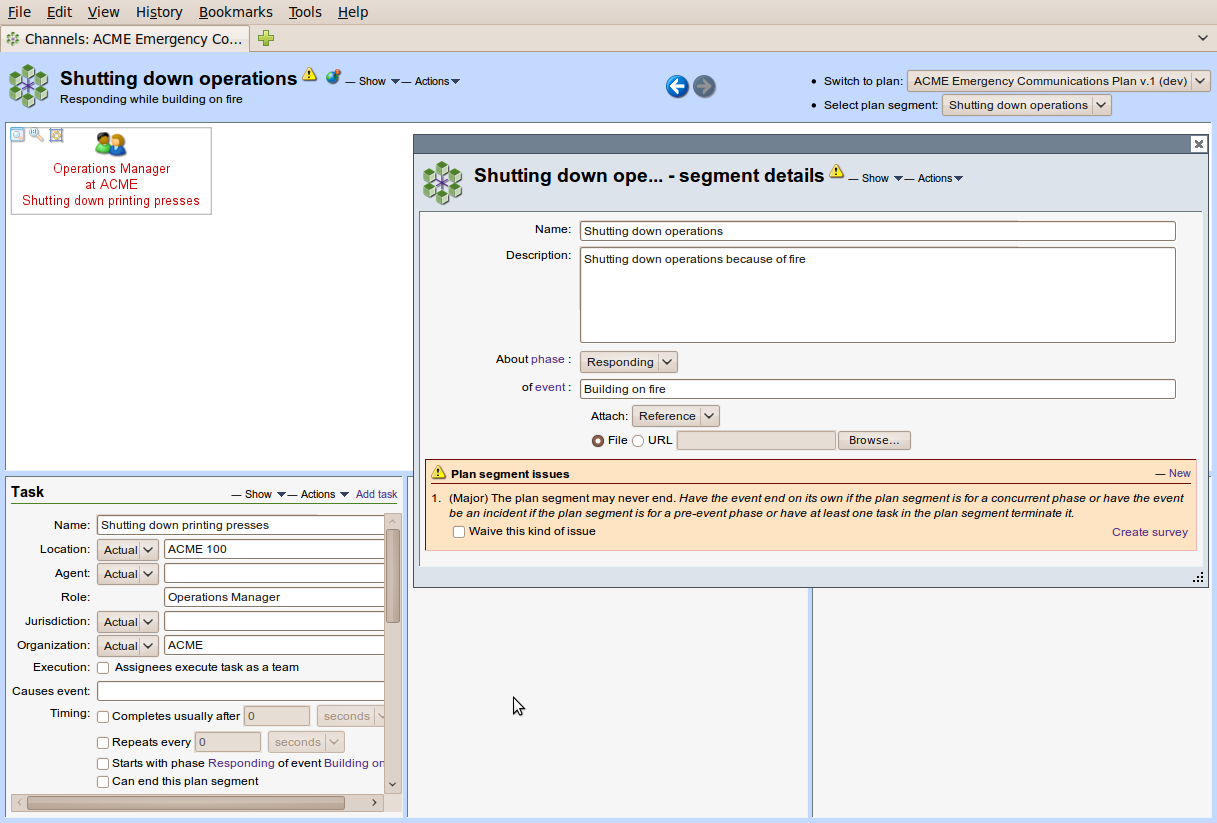 File Edit View History Bookmarks Tools Help
Channels: ACME Emergency Co...
Shutting down operations — Show — Actions
Responding while building on fire
• Switch to plan: ACME Emergency Communications Plan v.1 (dev)
• Select plan segment: Shutting down operations
Operations Manager
at ACME
Shutting down printing presses
Shutting down ope... - segment details — Show — Actions
Name: Shutting down operations
Description: Shutting down operations because of fire
About phase : Responding
of event : Building on fire
Attach: Reference
File URL Browse...
Plan segment issues — New
1. (Major) The plan segment may never end. Have the event end on its own if the plan segment is for a concurrent phase or have the event
be an incident if the plan segment is for a pre-event phase or have at least one task in the plan segment terminate it.
Waive this kind of issue
Create survey
Task — Show — Actions Add task
Name: Shutting down printing presses
Location: Actual ACME 100
Agent: Actual
Role: Operations Manager
Jurisdiction: Actual
Organization: Actual ACME
Execution: Assignees execute task as a team
Causes event:
Timing: Completes usually after 0 seconds
Repeats every 0 seconds
Starts with phase Responding of event Building on
Can end this plan segment